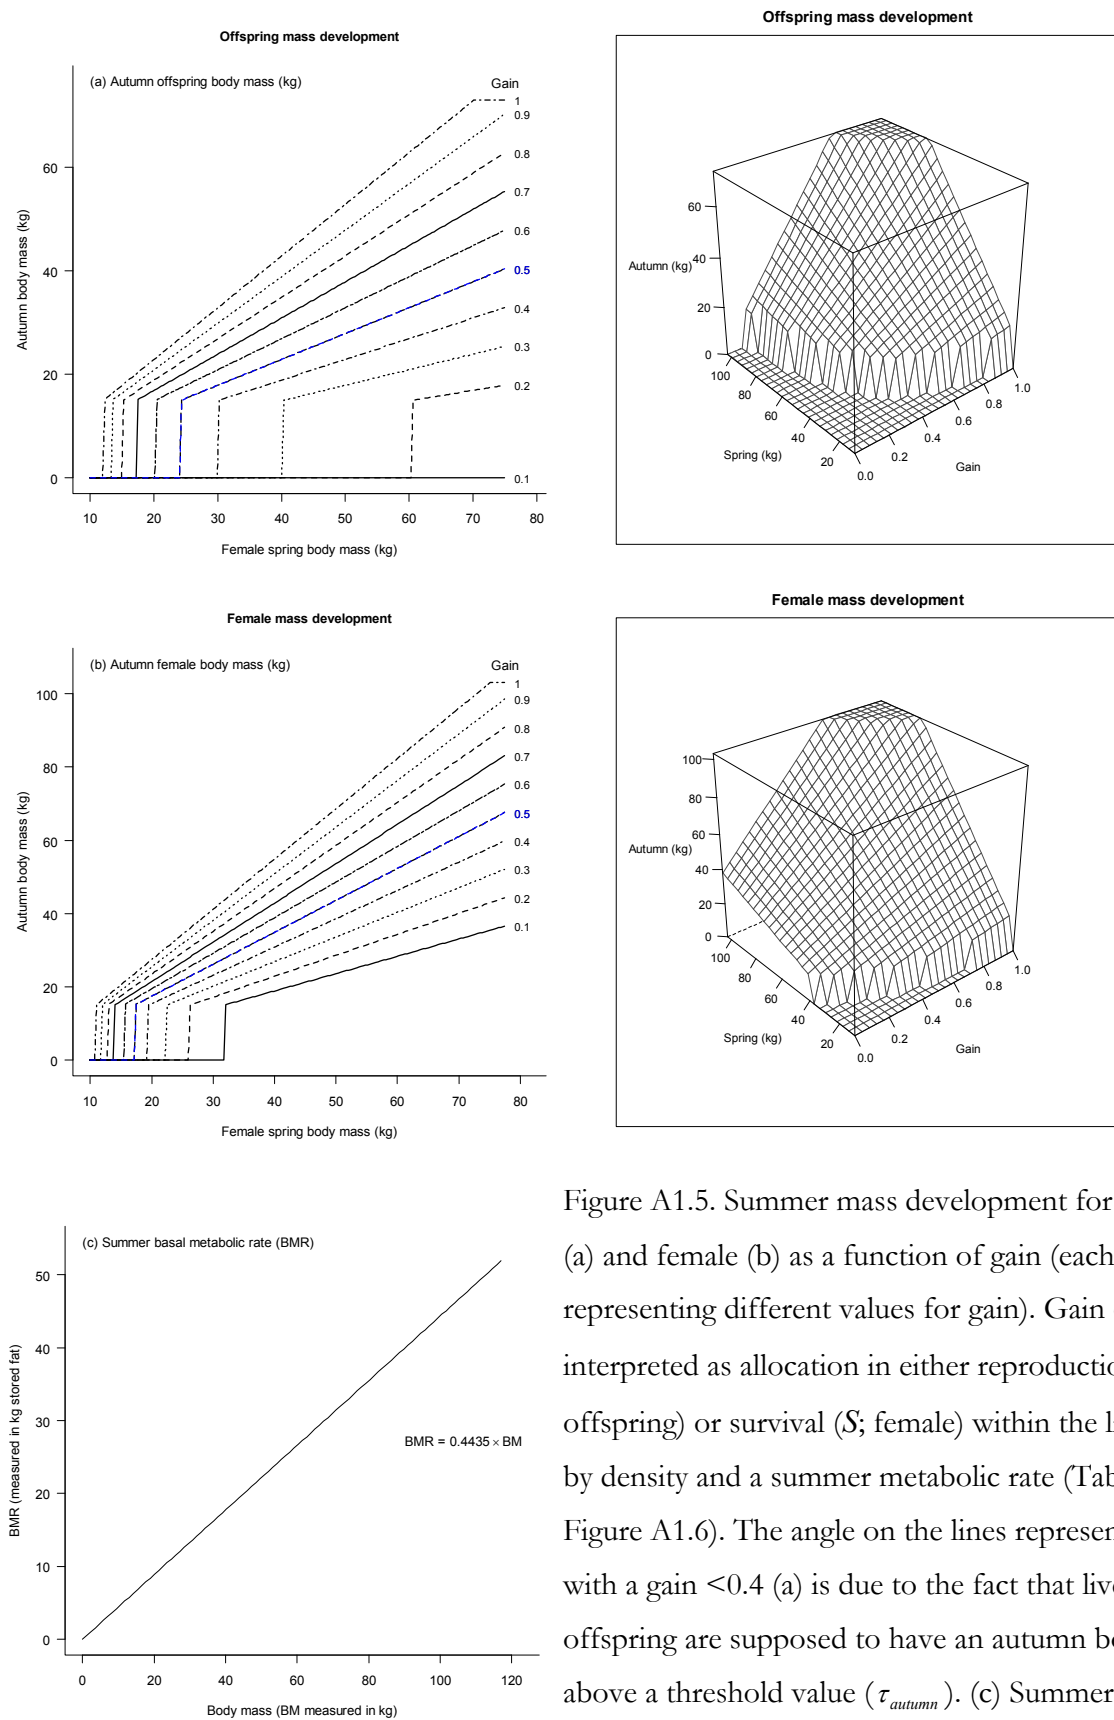 Offspring mass development
(a) Autumn offspring body mass (kg)
Gain
1
0.9
0.8
0.7
0.6
0.5
0.4
0.3
0.2
0.1
Autumn body mass (kg)
60
40
20
0
10 20 30 40 50 60 70 80
Female spring body mass (kg)
Offspring mass development
Autumn (kg)
60
40
20
0
100
80
60
40
20
Spring (kg)
0.0
0.2
0.4
0.6
0.8
1.0
Gain
Female mass development
(b) Autumn female body mass (kg)
Gain
1
0.9
0.8
0.7
0.6
0.5
0.4
0.3
0.2
0.1
Autumn body mass (kg)
100
80
60
40
20
0
10 20 30 40 50 60 70 80
Female spring body mass (kg)
Female mass development
Autumn (kg)
100
80
60
40
20
0
100
80
60
40
20
Spring (kg)
0.0
0.2
0.4
0.6
0.8
1.0
Gain
(c) Summer basal metabolic rate (BMR)
BMR (measured in kg stored fat)
50
40
30
20
10
0
BMR = 0.4435 × BM
0 20 40 60 80 100 120
Body mass (BM measured in kg)
Figure A1.5. Summer mass development for
(a) and female (b) as a function of gain (each
representing different values for gain). Gain
interpreted as allocation in either reproductio
offspring) or survival (S; female) within the li
by density and a summer metabolic rate (Tab
Figure A1.6). The angle on the lines represen
with a gain <0.4 (a) is due to the fact that live
offspring are supposed to have an autumn bo
above a threshold value (τautumn). (c) Summer